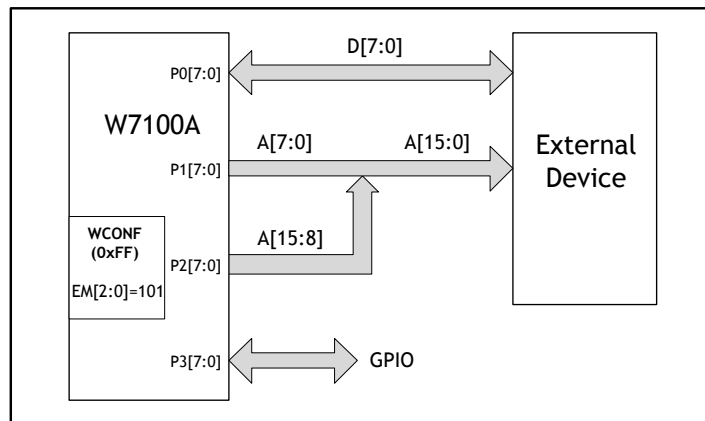 D[7:0]
P0[7:0]
W7100A
A[7:0]
A[15:0]
External
Device
P1[7:0]
WCONF
(0xFF)
A[15:8]
P2[7:0]
EM[2:0]=101
P3[7:0]
GPIO